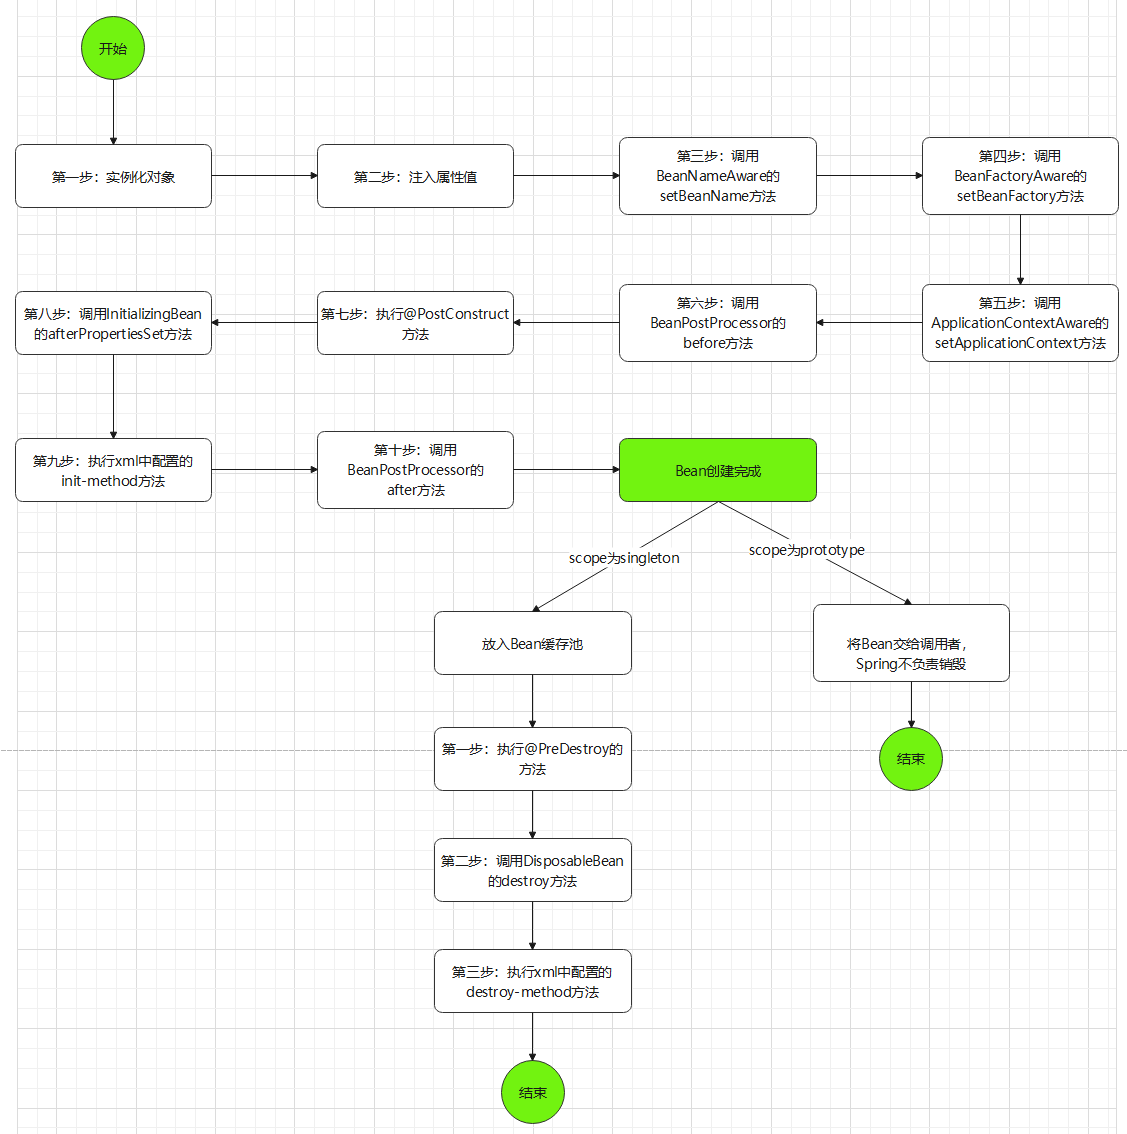 开始
第一步：实例化对象
第二步：注入属性值
第三步：调用
BeanNameAware的
setBeanName方法
第四步：调用
BeanFactoryAware的
setBeanFactory方法
第五步：调用
ApplicationContextAware的
setApplicationContext方法
第六步：调用
BeanPostProcessor的
before方法
第七步：执行@PostConstruct
方法
第八步：调用InitializingBean
的afterPropertiesSet方法
第九步：执行xml中配置的
init-method方法
第十步：调用
BeanPostProcessor的
after方法
Bean创建完成
scope为singleton
scope为prototype
放入Bean缓存池
将Bean交给调用者，
Spring不负责销毁
第一步：执行@PreDestroy的
方法
结束
第二步：调用DisposableBean
的destroy方法
第三步：执行xml中配置的
destroy-method方法
结束